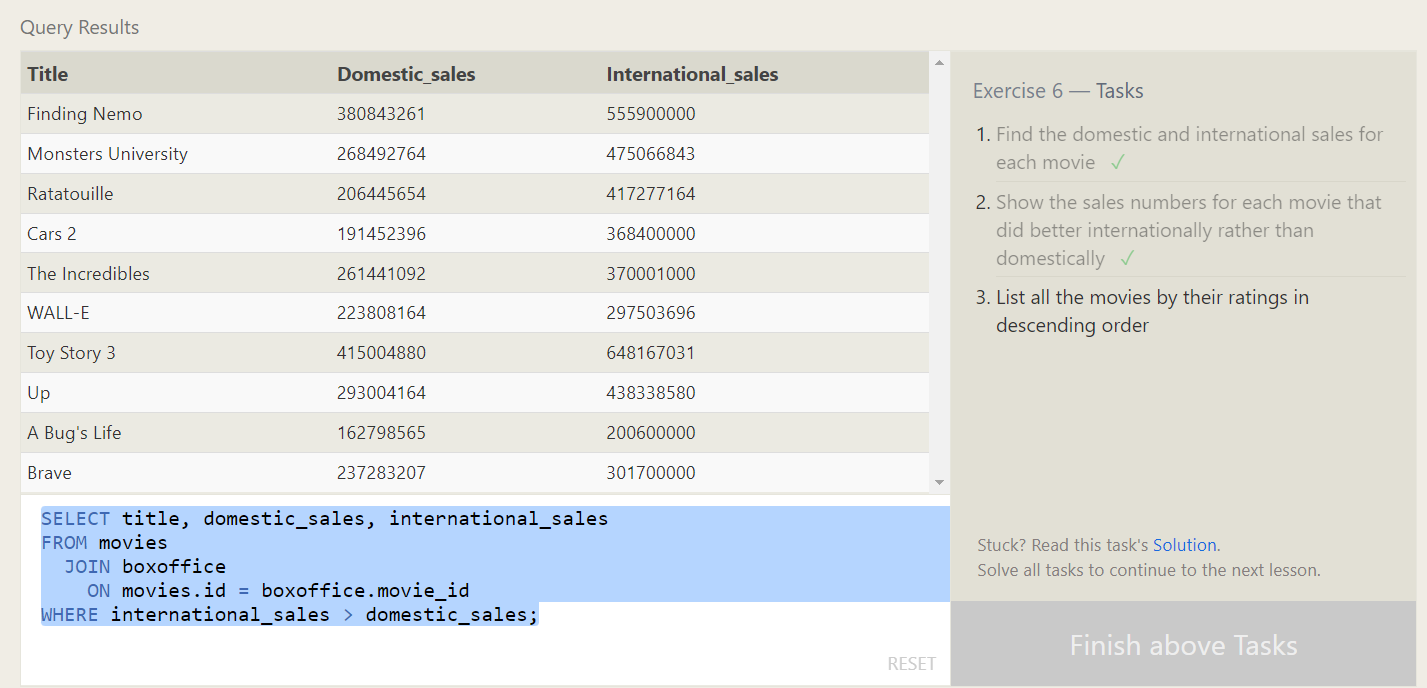 Query Results
Title Domestic_sales International_sales
Finding Nemo 380843261 555900000
Monsters University 268492764 475066843
Ratatouille 206445654 417277164
Cars 2 191452396 368400000
The Incredibles 261441092 370001000
WALL-E 223808164 297503696
Toy Story 3 415004880 648167031
Up 293004164 438338580
A Bug's Life 162798565 200600000
Brave 237283207 301700000
SELECT title, domestic_sales, international_sales
FROM movies
JOIN boxoffice
ON movies.id = boxoffice.movie_id
WHERE international_sales > domestic_sales;
RESET
Exercise 6 — Tasks
1. Find the domestic and international sales for
each movie ✓
2. Show the sales numbers for each movie that
did better internationally rather than
domestically ✓
3. List all the movies by their ratings in
descending order
Stuck? Read this task's Solution.
Solve all tasks to continue to the next lesson.
Finish above Tasks